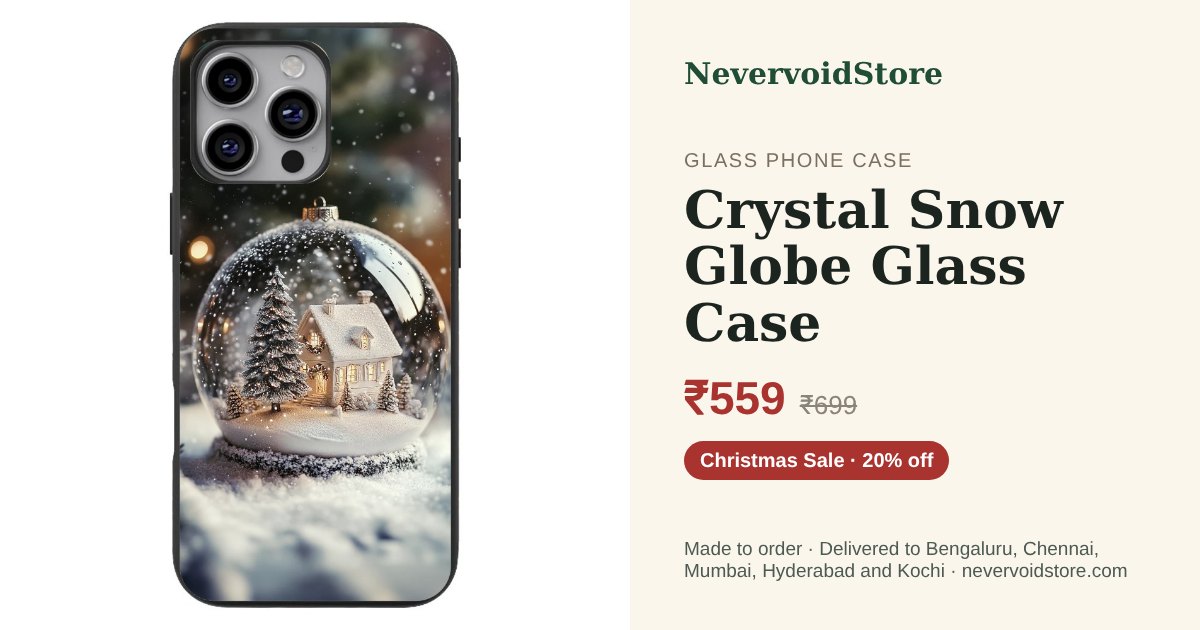 NevervoidStore
GLASS PHONE CASE
Crystal Snow
Globe Glass
Case
₹559 ₹699
Christmas Sale · 20% off
Made to order · Delivered to Bengaluru, Chennai,
Mumbai, Hyderabad and Kochi · nevervoidstore.com